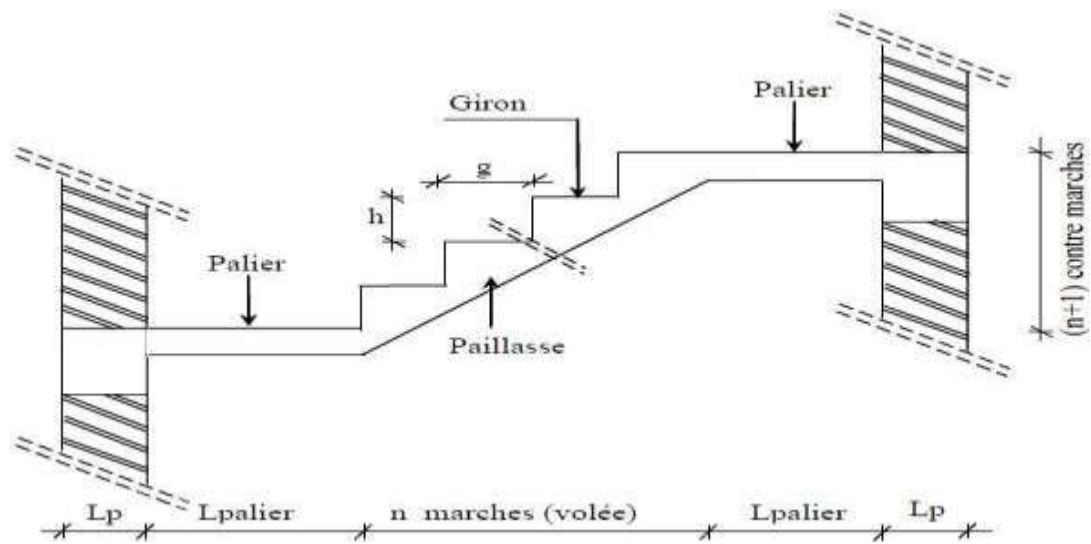 Giron
Palier
g
h
(n+1) contre marches
Palier
Paillasse
Lp
Lpalier
n marches (volée)
Lpalier
Lp